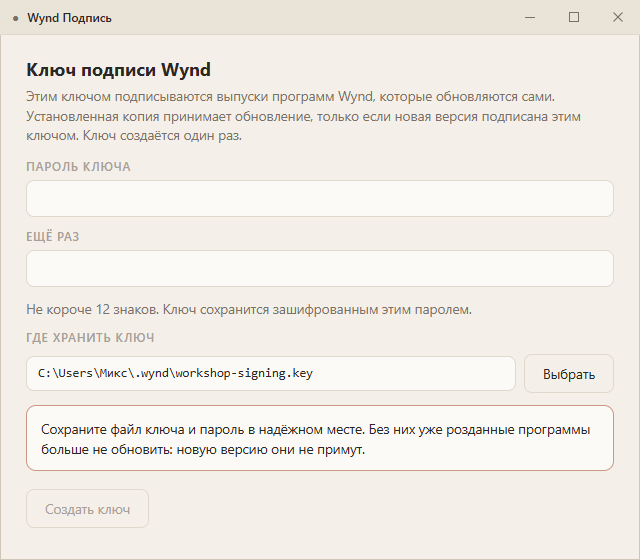 Wynd Подпись
Ключ подписи Wynd
Этим ключом подписываются выпуски программ Wynd, которые обновляются сами.
Установленная копия принимает обновление, только если новая версия подписана этим
ключом. Ключ создаётся один раз.
ПАРОЛЬ КЛЮЧА
ЕЩЁ РАЗ
Не короче 12 знаков. Ключ сохранится зашифрованным этим паролем.
ГДЕ ХРАНИТЬ КЛЮЧ
C:\Users\Микс\.wynd\workshop-signing.key
Выбрать
Сохраните файл ключа и пароль в надёжном месте. Без них уже розданные программы
больше не обновить: новую версию они не примут.
Создать ключ